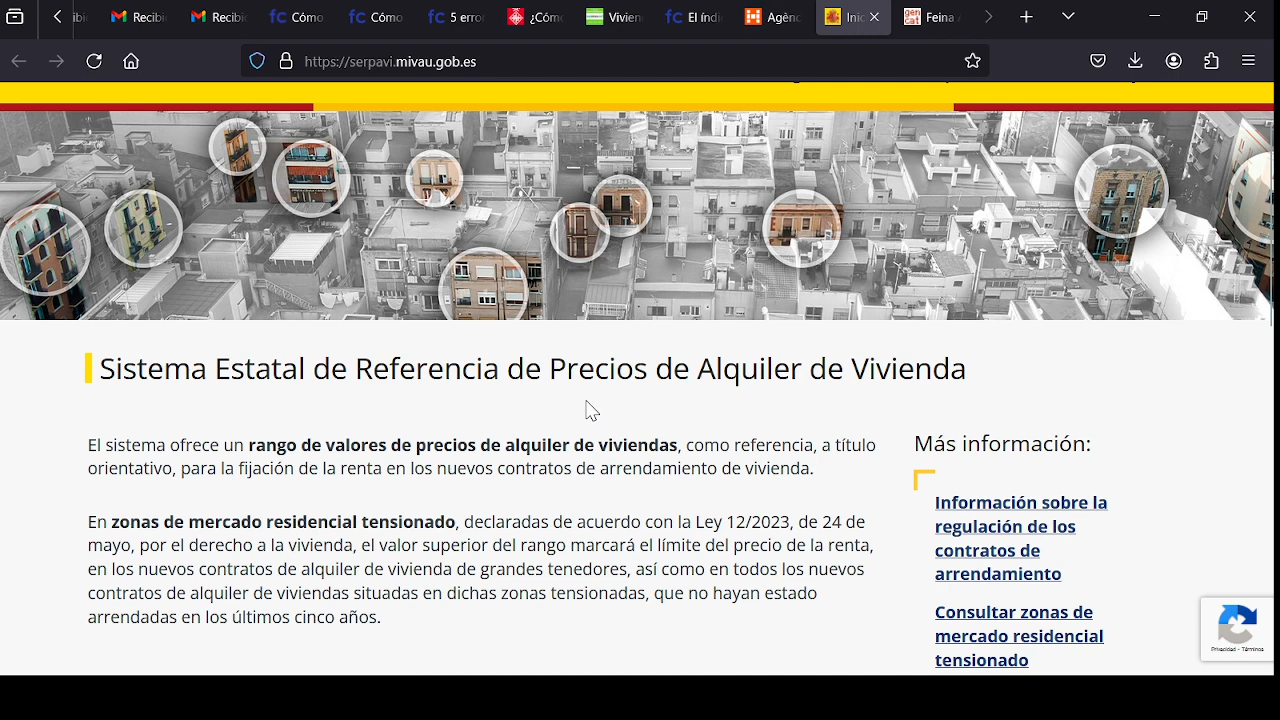 Recibi
Recibi
fC Cómo
fC Cómo
fC 5 erro
¿Cómo
Vivien
fC El índi
Agènc
Inic
gen
cat
Feina
https://serpavi.mivau.gob.es
Sistema Estatal de Referencia de Precios de Alquiler de Vivienda
El sistema ofrece un rango de valores de precios de alquiler de viviendas, como referencia, a título
orientativo, para la fijación de la renta en los nuevos contratos de arrendamiento de vivienda.
En zonas de mercado residencial tensionado, declaradas de acuerdo con la Ley 12/2023, de 24 de
mayo, por el derecho a la vivienda, el valor superior del rango marcará el límite del precio de la renta,
en los nuevos contratos de alquiler de vivienda de grandes tenedores, así como en todos los nuevos
contratos de alquiler de viviendas situadas en dichas zonas tensionadas, que no hayan estado
arrendadas en los últimos cinco años.
Más información:
Información sobre la
regulación de los
contratos de
arrendamiento
Consultar zonas de
mercado residencial
tensionado
Privacidad - Términos